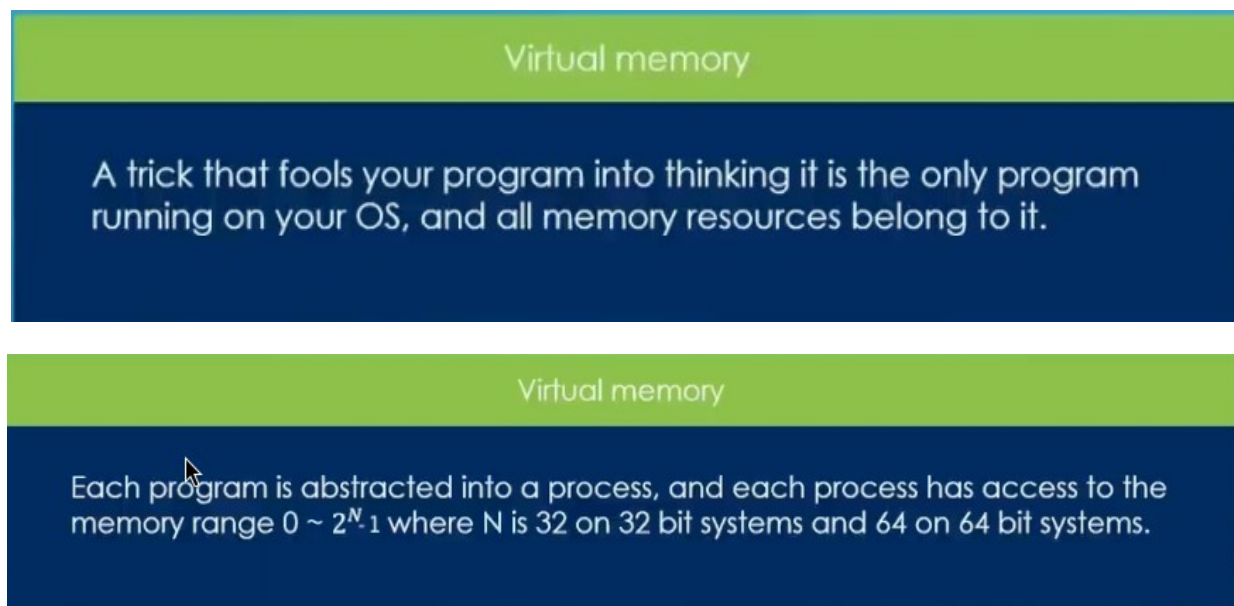 Virtual memory
A trick that fools your program into thinking it is the only program
running on your OS, and all memory resources belong to it.
Virtual memory
Each program is abstracted into a process, and each process has access to the
memory range 0 ~ 2^N-1 where N is 32 on 32 bit systems and 64 on 64 bit systems.